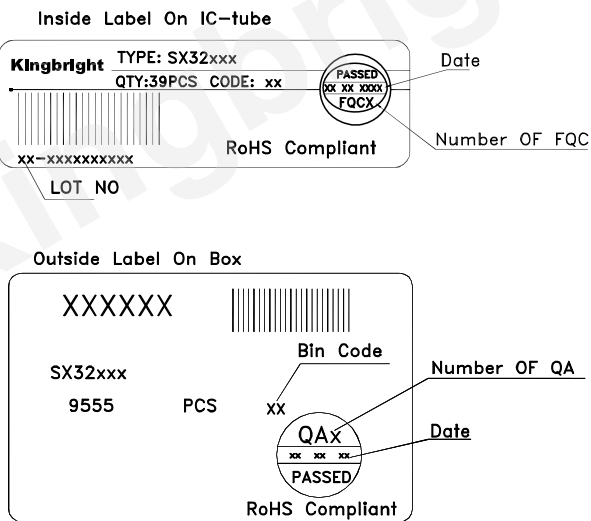 Inside Label On IC-tube
Kingbright
TYPE: SX32xxx
QTY:39PCS CODE: xx
PASSED
xx xx xxxx
FQCX
Date
Number OF FQC
RoHS Compliant
xx-xxxxxxxxxx
LOT NO
Outside Label On Box
XXXXXX
Bin Code
SX32xxx
9555 PCS xx
Number OF QA
QAx
Date
xx xx xx
PASSED
RoHS Compliant